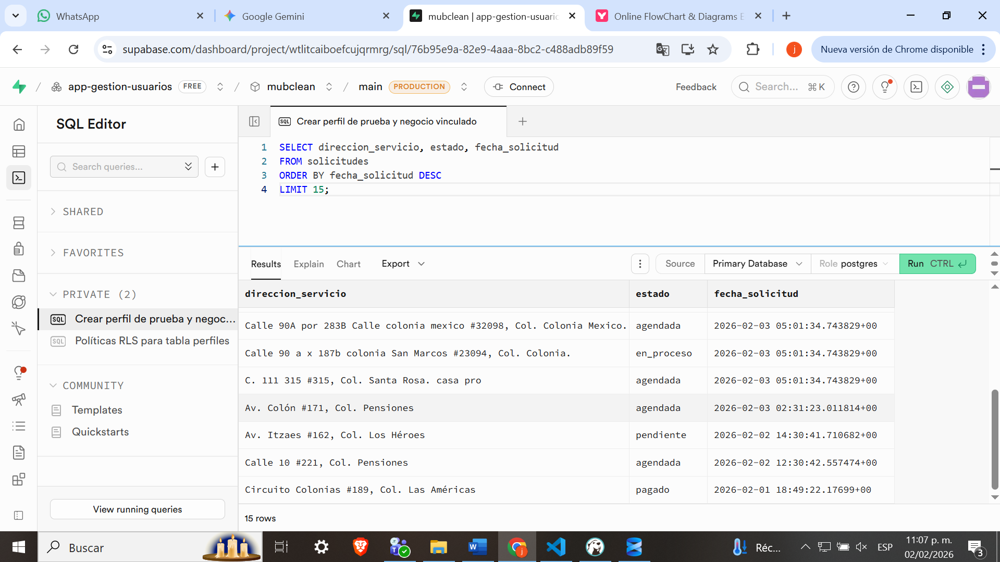 WhatsApp
Google Gemini
mubclean | app-gestion-usuario
Online FlowChart & Diagrams E
supabase.com/dashboard/project/wtlitcaiboefcujqrmrg/sql/76b95e9a-82e9-4aaa-8bc2-c488adb89f59
j
Nueva versión de Chrome disponible
app-gestion-usuarios FREE
mubclean
main PRODUCTION
Connect
Feedback
Search... ⌘K
SQL Editor
SQL Crear perfil de prueba y negocio vinculado
Search queries...
SHARED
FAVORITES
PRIVATE (2)
SQL Crear perfil de prueba y negoc...
SQL Políticas RLS para tabla perfiles
COMMUNITY
Templates
Quickstarts
View running queries
1 SELECT direccion_servicio, estado, fecha_solicitud
2 FROM solicitudes
3 ORDER BY fecha_solicitud DESC
4 LIMIT 15;
Results Explain Chart Export
Source Primary Database Role postgres Run CTRL
direccion_servicio estado fecha_solicitud
Calle 90A por 283B Calle colonia mexico #32098, Col. Colonia Mexico. agendada 2026-02-03 05:01:34.743829+00
Calle 90 a x 187b colonia San Marcos #23094, Col. Colonia. en_proceso 2026-02-03 05:01:34.743829+00
C. 111 315 #315, Col. Santa Rosa. casa pro agendada 2026-02-03 05:01:34.743829+00
Av. Colón #171, Col. Pensiones agendada 2026-02-03 02:31:23.011814+00
Av. Itzaes #162, Col. Los Héroes pendiente 2026-02-02 14:30:41.710682+00
Calle 10 #221, Col. Pensiones agendada 2026-02-02 12:30:42.557474+00
Circuito Colonias #189, Col. Las Américas pagado 2026-02-01 18:49:22.17699+00
15 rows
Buscar
Réc...
ESP
11:07 p. m.
02/02/2026
3